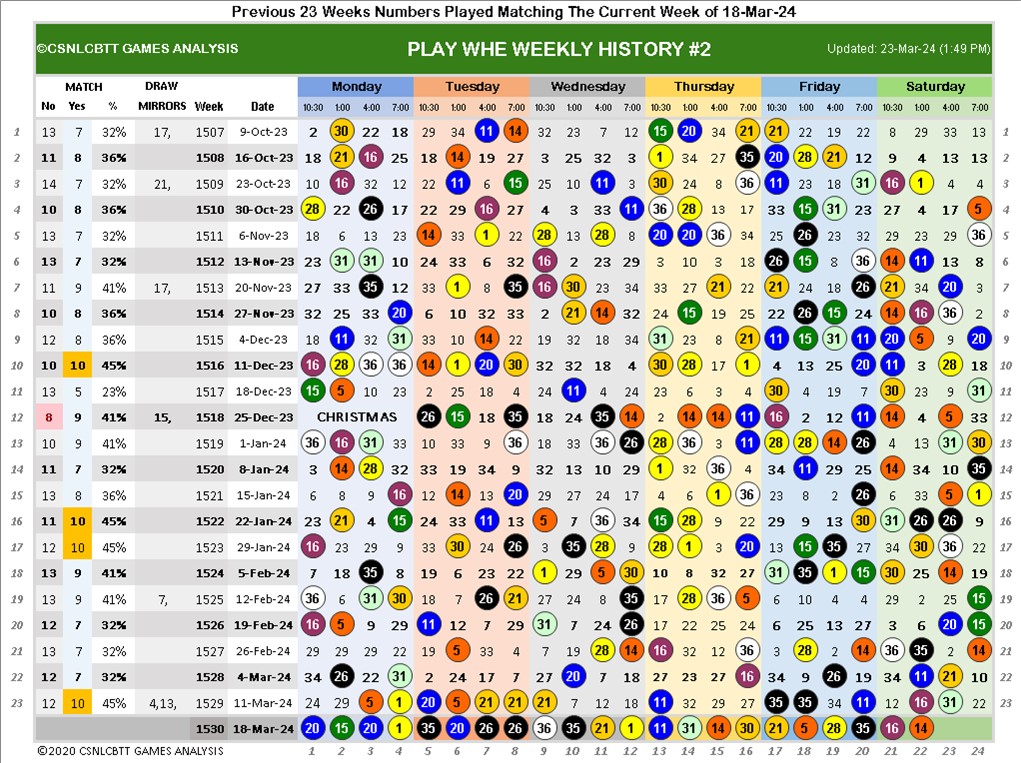 Previous 23 Weeks Numbers Played Matching The Current Week of 18-Mar-24
©CSNLCBTT GAMES ANALYSIS PLAY WHE WEEKLY HISTORY #2 Updated: 23-Mar-24 (1:49 PM)
MATCH DRAW Monday Tuesday Wednesday Thursday Friday Saturday
No Yes % MIRRORS Week Date 10:30 1:00 4:00 7:00 10:30 1:00 4:00 7:00 10:30 1:00 4:00 7:00 10:30 1:00 4:00 7:00 10:30 1:00 4:00 7:00 10:30 1:00 4:00 7:00
1 13 7 32% 17, 1507 9-Oct-23 2 30 22 18 29 34 11 14 32 23 7 12 15 20 34 21 21 22 19 22 8 29 33 13 1
2 11 8 36% 1508 16-Oct-23 18 21 16 25 18 14 19 27 3 25 32 3 1 34 27 35 20 28 21 12 9 4 13 13 2
3 14 7 32% 21, 1509 23-Oct-23 10 16 32 12 22 11 6 15 25 10 11 3 30 24 8 36 11 23 18 31 16 1 4 4 3
4 10 8 36% 1510 30-Oct-23 28 22 26 17 22 29 16 27 4 3 33 11 36 28 13 17 33 15 31 23 27 4 17 5 4
5 13 7 32% 1511 6-Nov-23 18 6 13 23 14 33 1 22 28 13 28 8 20 20 36 34 25 26 23 32 29 23 29 36 5
6 13 7 32% 1512 13-Nov-23 23 31 31 10 24 33 6 32 16 2 23 29 3 10 3 18 26 15 8 36 14 11 13 8 6
7 11 9 41% 17, 1513 20-Nov-23 27 33 35 12 33 1 8 35 16 30 23 34 33 27 21 22 21 24 18 26 21 34 20 3 7
8 10 8 36% 1514 27-Nov-23 32 25 33 20 6 10 32 33 2 21 14 32 24 15 19 25 22 26 15 22 14 16 36 2 8
9 12 8 36% 1515 4-Dec-23 18 11 32 31 33 10 14 22 19 32 18 34 31 23 8 21 11 15 31 11 20 5 9 20 9
10 10 10 45% 1516 11-Dec-23 16 28 36 36 14 1 20 30 32 32 18 4 30 28 17 1 4 13 25 20 11 3 28 18 10
11 13 5 23% 1517 18-Dec-23 15 5 10 23 2 25 18 4 24 11 4 23 24 2 4 8 30 4 19 7 30 23 9 31 11
12 8 9 41% 15, 1518 25-Dec-23 CHRISTMAS 26 15 18 35 18 24 35 14 2 14 14 11 16 2 12 11 14 4 5 33 12
13 10 9 41% 1519 1-Jan-24 36 16 31 33 10 33 9 36 18 33 36 26 28 36 3 11 28 28 14 26 4 13 31 30 13
14 11 7 32% 1520 8-Jan-24 3 14 28 32 33 19 34 9 32 13 10 29 1 32 36 4 34 11 29 25 14 34 10 35 14
15 13 8 36% 1521 15-Jan-24 6 8 9 16 12 14 13 20 29 27 24 17 4 15 1 36 23 2 8 26 6 33 5 1 15
16 11 10 45% 1522 22-Jan-24 23 21 4 15 24 33 11 13 5 7 36 34 15 28 9 22 29 9 13 30 31 22 26 9 16
17 12 10 45% 1523 29-Jan-24 16 23 29 9 33 30 24 26 3 35 28 9 28 1 3 20 13 15 35 27 34 30 36 22 17
18 13 9 41% 1524 5-Feb-24 7 18 35 8 19 6 23 22 1 29 5 30 10 8 32 27 31 35 1 15 30 25 14 19 18
19 13 9 41% 7, 1525 12-Feb-24 36 6 31 30 18 7 26 21 27 24 8 35 17 28 36 5 6 10 4 4 29 2 25 15 19
20 12 7 32% 1526 19-Feb-24 16 5 9 29 11 12 7 29 31 7 24 26 17 22 25 24 6 25 13 27 3 6 20 15 20
21 13 7 32% 1527 26-Feb-24 29 29 29 22 19 5 33 4 9 7 28 14 16 32 12 36 3 28 2 14 36 35 2 14 21
22 12 7 32% 1528 4-Mar-24 34 26 22 31 2 24 17 7 27 20 7 18 27 23 27 16 34 9 26 19 22 11 21 10 22
23 12 10 45% 4,13, 1529 11-Mar-24 24 29 5 1 20 5 21 21 21 7 12 18 11 32 29 27 35 35 34 11 2 16 31 22 23
1530 18-Mar-24 20 15 20 1 35 20 26 26 36 35 21 1 11 31 14 30 21 5 28 35 16 14
©2020 CSNLCBTT GAMES ANALYSIS 1 2 3 4 5 6 7 8 9 10 11 12 13 14 15 16 17 18 19 20 21 22 23 24